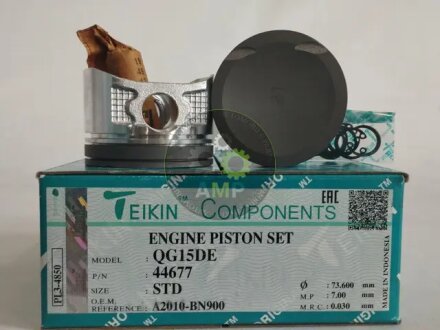 AMP
EAC
TEIKIN COMPONENTS
ENGINE PISTON SET
MODEL : QG15DE
P/N : 44677
SIZE : STD
O.E.M.
REFERENCE : A2010-BN900
Ø : 73.600 mm
M.P : 7.00 mm
M.R.C : 0.030 mm
PL3-4850
MADE IN INDONESIA